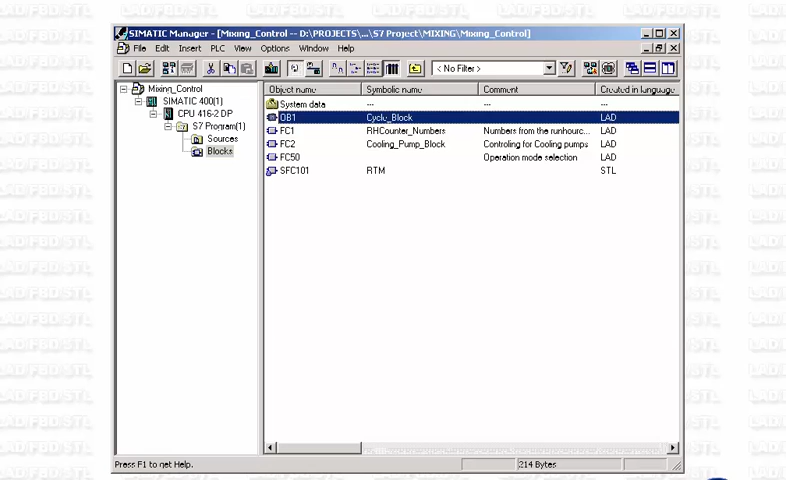 SIMATIC Manager - [Mixing_Control -- D:\PROJECTS\...\S7 Project\MIXING\Mixing_Control]
File Edit Insert PLC View Options Window Help
< No Filter >
Mixing_Control
SIMATIC 400(1)
CPU 416-2 DP
S7 Program(1)
Sources
Blocks
Object name Symbolic name Comment Created in language
System data --- --- ---
OB1 Cycle_Block LAD
FC1 RHCounter_Numbers Numbers from the runhourc... LAD
FC2 Cooling_Pump_Block Controling for Cooling pumps LAD
FC50 Operation mode selection LAD
SFC101 RTM STL
Press F1 to get Help. 214 Bytes